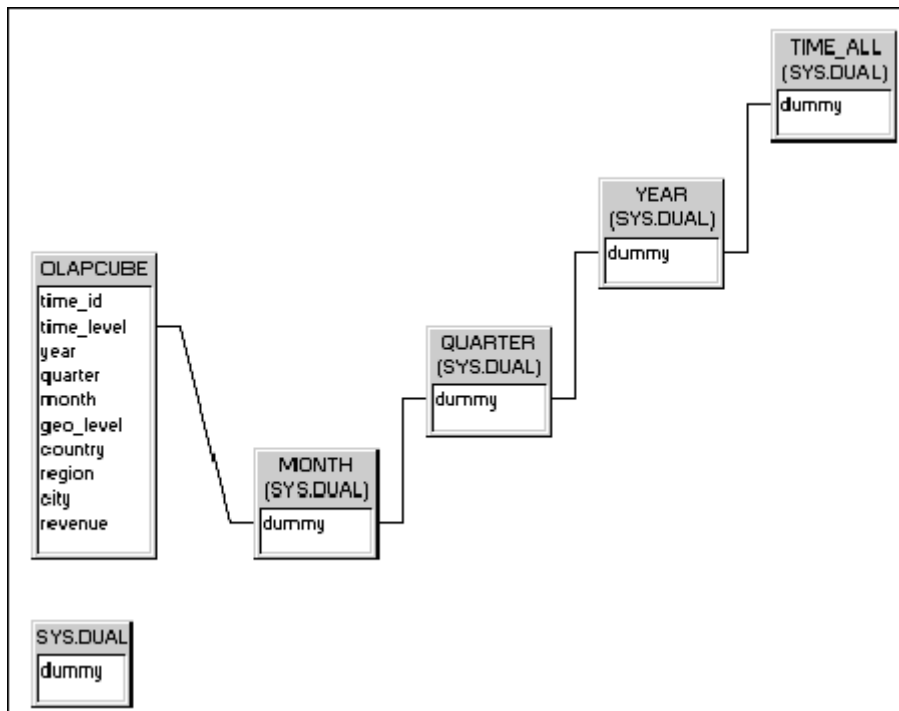 TIME_ALL
(SYS.DUAL)
dummy
YEAR
(SYS.DUAL)
dummy
OLAPCUBE
time_id
time_level
year
quarter
month
geo_level
country
region
city
revenue
QUARTER
(SYS.DUAL)
dummy
MONTH
(SYS.DUAL)
dummy
SYS.DUAL
dummy